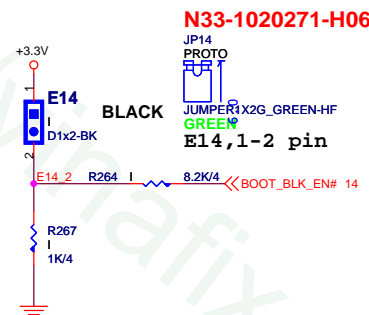 N33-1020271-H06
JP14
PROTO
+3.3V
1
E14
I
D1x2-BK
BLACK
JUMPER1X2G_GREEN-HF
GREEN
E14,1-2 pin
2
E14_2
R264
I
8.2K/4
BOOT_BLK_EN# 14
R267
I
1K/4
vinafix